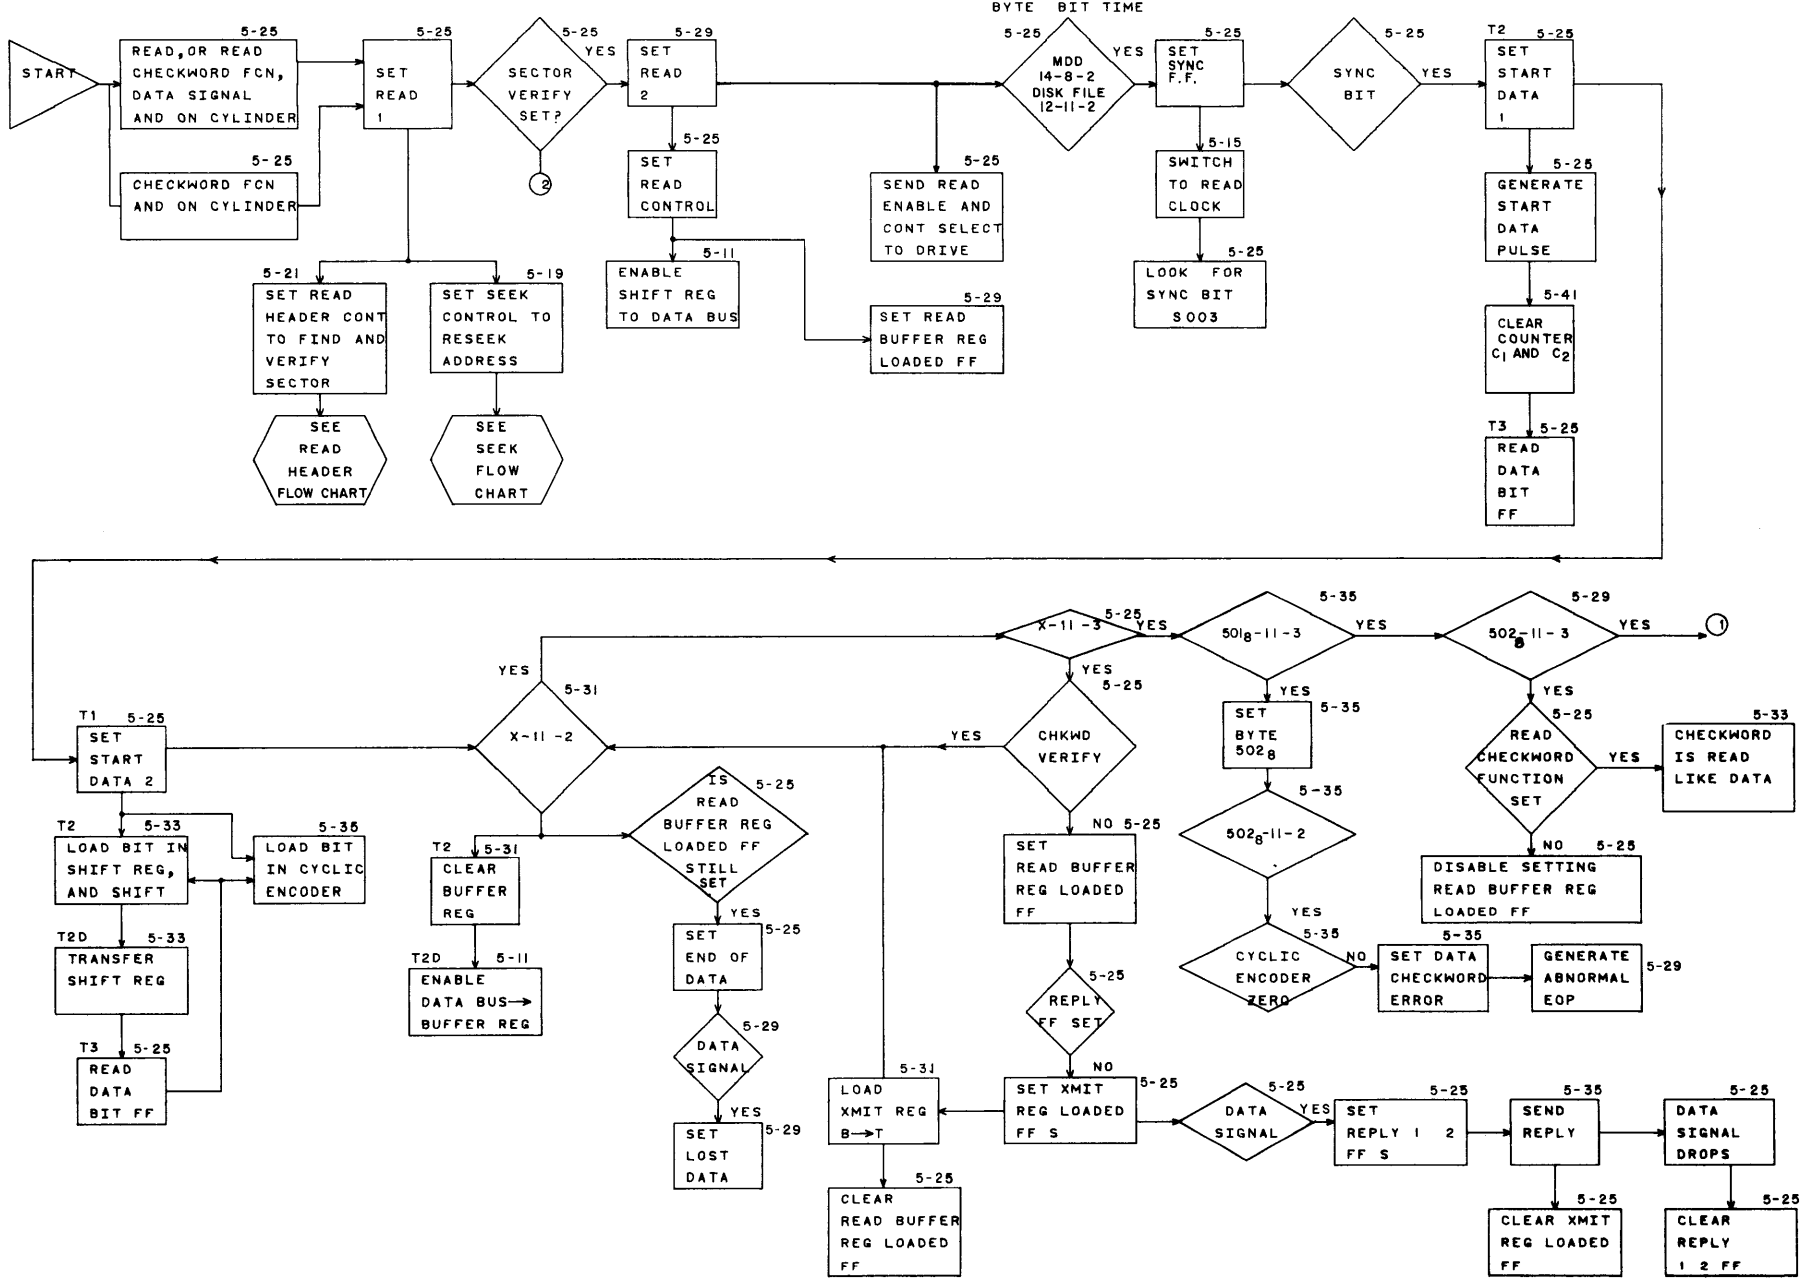 BYTE BIT TIME
START
5-25
READ, OR READ
CHECKWORD FCN,
DATA SIGNAL
AND ON CYLINDER
5-25
CHECKWORD FCN
AND ON CYLINDER
5-25
SET
READ
1
5-25
SECTOR
VERIFY
SET?
YES
2
5-29
SET
READ
2
5-25
SET
READ
CONTROL
5-11
ENABLE
SHIFT REG
TO DATA BUS
5-25
SEND READ
ENABLE AND
CONT SELECT
TO DRIVE
5-29
SET READ
BUFFER REG
LOADED FF
5-25
MDD
14-8-2
DISK FILE
12-11-2
YES
5-25
SET
SYNC
F.F.
5-15
SWITCH
TO READ
CLOCK
5-25
LOOK FOR
SYNC BIT
S003
5-25
SYNC
BIT
YES
T2
5-25
SET
START
DATA
1
5-25
GENERATE
START
DATA
PULSE
5-41
CLEAR
COUNTER
C1 AND C2
T3
5-25
READ
DATA
BIT
FF
5-21
SET READ
HEADER CONT
TO FIND AND
VERIFY
SECTOR
SEE
READ
HEADER
FLOW CHART
5-19
SET SEEK
CONTROL TO
RESEEK
ADDRESS
SEE
SEEK
FLOW
CHART
T1
5-25
SET
START
DATA 2
T2
5-33
LOAD BIT IN
SHIFT REG,
AND SHIFT
5-35
LOAD BIT
IN CYCLIC
ENCODER
T2D
5-33
TRANSFER
SHIFT REG
T3
5-25
READ
DATA
BIT FF
YES
5-31
X-11-2
T2
5-31
CLEAR
BUFFER
REG
T2D
5-11
ENABLE
DATA BUS→
BUFFER REG
5-25
IS
READ
BUFFER REG
LOADED FF
STILL
SET
YES
5-25
SET
END OF
DATA
5-29
DATA
SIGNAL
YES
5-29
SET
LOST
DATA
5-25
X-11-3
YES
YES
5-25
CHKWD
VERIFY
YES
NO
5-25
SET
READ BUFFER
REG LOADED
FF
5-25
REPLY
FF SET
NO
5-25
SET XMIT
REG LOADED
FF S
5-31
LOAD
XMIT REG
B→T
5-25
CLEAR
READ BUFFER
REG LOADED
FF
5-25
DATA
SIGNAL
YES
5-25
SET
REPLY 1 2
FF S
5-35
SEND
REPLY
5-25
CLEAR XMIT
REG LOADED
FF
5-25
DATA
SIGNAL
DROPS
5-25
CLEAR
REPLY
1 2 FF
5-35
501₈-11-3
YES
YES
5-35
SET
BYTE
502₈
5-35
502₈-11-2
YES
5-35
CYCLIC
ENCODER
ZERO
NO
5-35
SET DATA
CHECKWORD
ERROR
GENERATE
ABNORMAL
EOP
5-29
5-29
502₈-11-3
YES
1
YES
5-25
READ
CHECKWORD
FUNCTION
SET
YES
5-33
CHECKWORD
IS READ
LIKE DATA
NO
5-25
DISABLE SETTING
READ BUFFER REG
LOADED FF